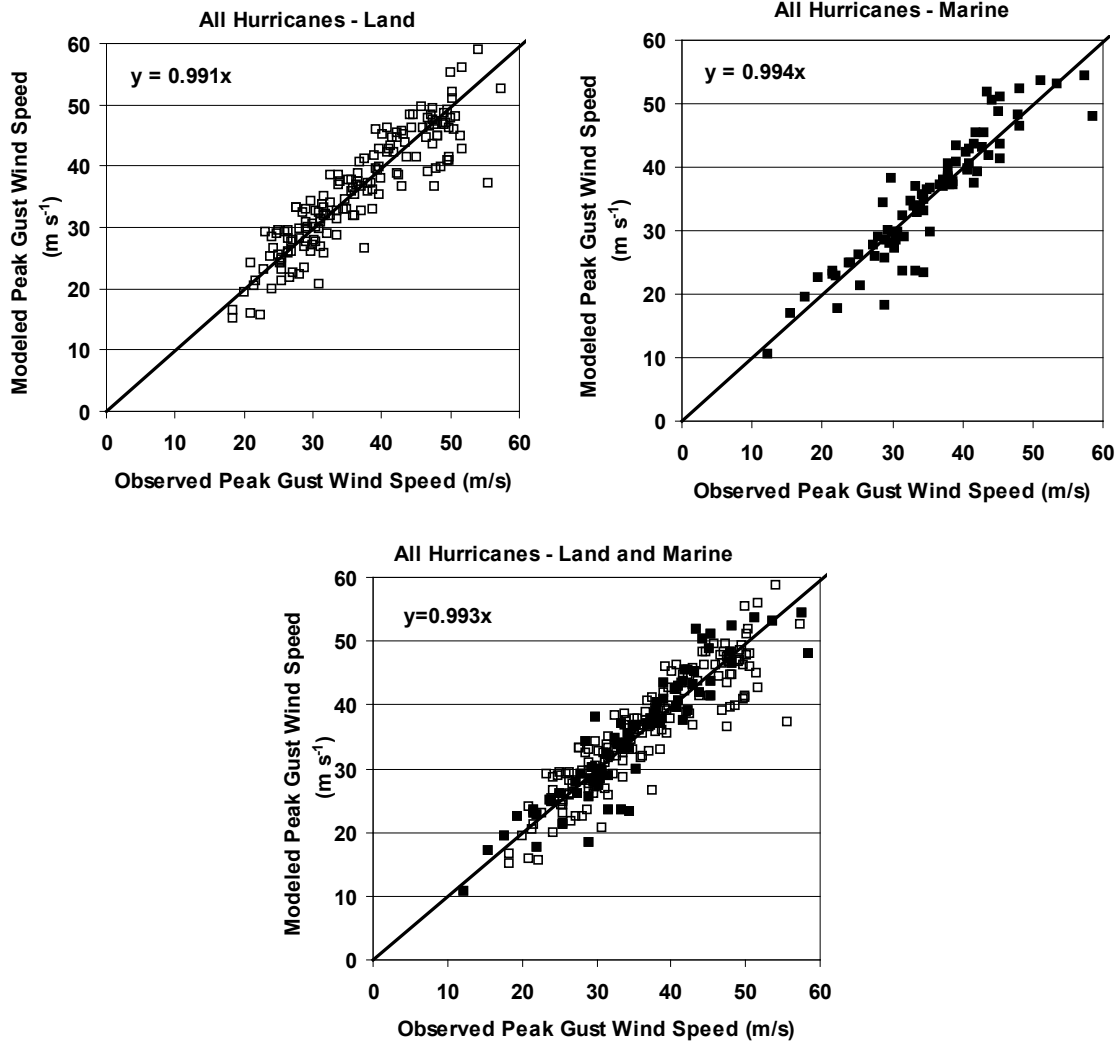 All Hurricanes - Land
60
50
40
30
20
10
0
y = 0.991x
Modeled Peak Gust Wind Speed
(m s-1)
0 10 20 30 40 50 60
Observed Peak Gust Wind Speed (m/s)
All Hurricanes - Marine
60
50
40
30
20
10
0
y = 0.994x
Modeled Peak Gust Wind Speed
(m s-1)
0 10 20 30 40 50 60
Observed Peak Gust Wind Speed (m/s)
All Hurricanes - Land and Marine
60
50
40
30
20
10
0
y=0.993x
Modeled Peak Gust Wind Speed
(m s-1)
0 10 20 30 40 50 60
Observed Peak Gust Wind Speed (m/s)